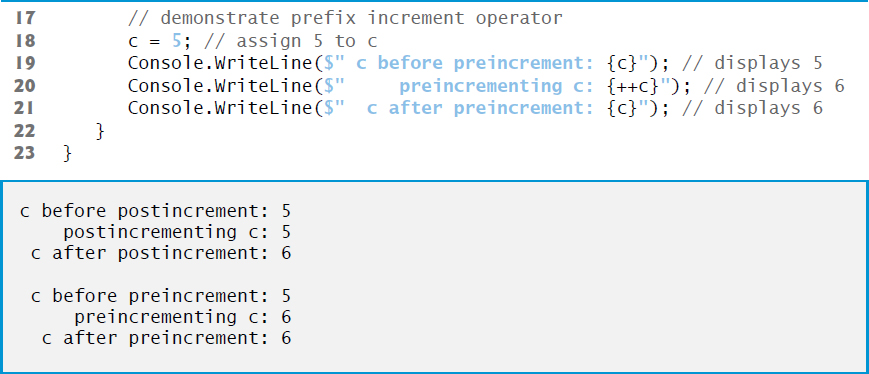 17 // demonstrate prefix increment operator
18 c = 5; // assign 5 to c
19 Console.WriteLine($" c before preincrement: {c}"); // displays 5
20 Console.WriteLine($"    preincrementing c: {++c}"); // displays 6
21 Console.WriteLine($"  c after preincrement: {c}"); // displays 6
22 }
23 }
c before postincrement: 5
postincrementing c: 5
c after postincrement: 6
c before preincrement: 5
preincrementing c: 6
c after preincrement: 6